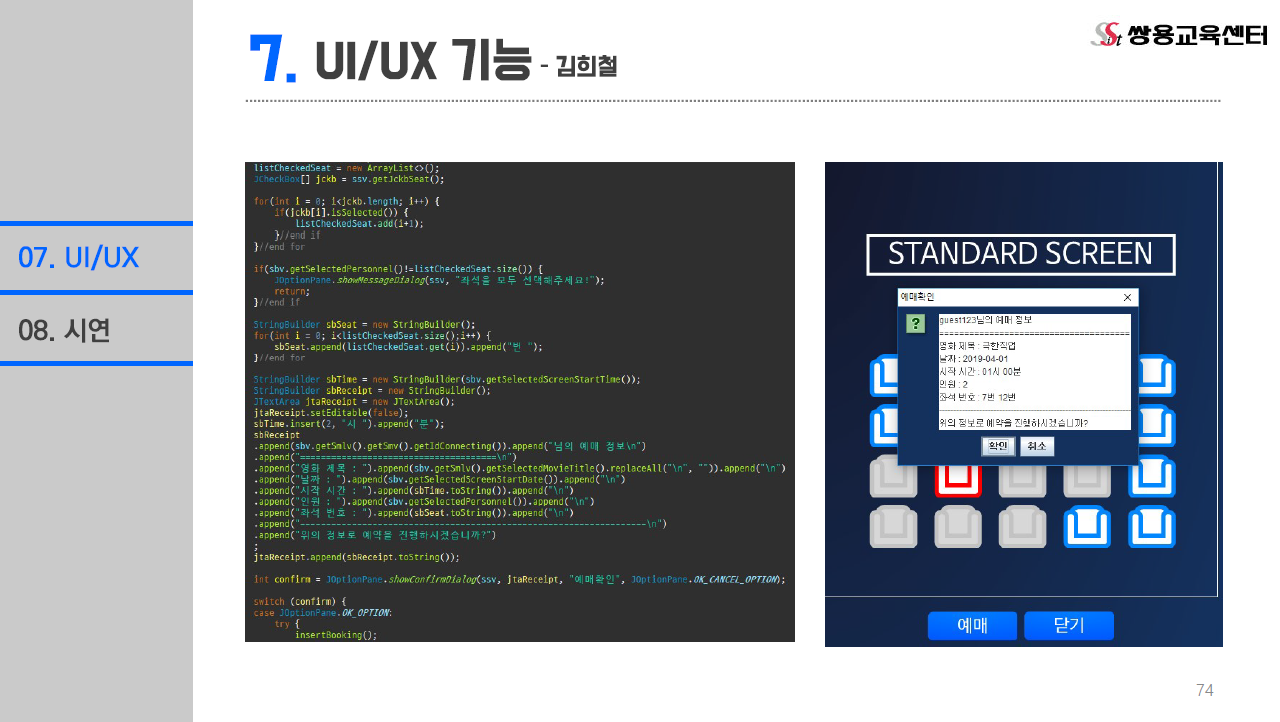 7. UI/UX 기능 - 김희철
Sist 쌍용교육센터
07. UI/UX
08. 시연
listCheckedSeat = new ArrayList<>();
JCheckBox[] jckb = ssv.getJckbSeat();
for(int i = 0; i<jckb.length; i++) {
if(jckb[i].isSelected()) {
listCheckedSeat.add(i+1);
}//end if
}//end for
if(sbv.getSelectedPersonnel()!=listCheckedSeat.size()) {
JOptionPane.showMessageDialog(ssv, "좌석을 모두 선택해주세요!");
return;
}//end if
StringBuilder sbSeat = new StringBuilder();
for(int i = 0; i<listCheckedSeat.size();i++) {
sbSeat.append(listCheckedSeat.get(i)).append("번 ");
}//end for
StringBuilder sbTime = new StringBuilder(sbv.getSelectedScreenStartTime());
StringBuilder sbReceipt = new StringBuilder();
JTextArea jtaReceipt = new JTextArea();
jtaReceipt.setEditable(false);
sbTime.insert(2, "시 ").append("분");
sbReceipt
.append(sbv.getSmlv().getSmv().getIdConnecting()).append("님의 예매 정보\n")
.append("======================================\n")
.append("영화 제목 : ").append(sbv.getSmlv().getSelectedMovieTitle().replaceAll("\n", "")).append("\n")
.append("날짜 : ").append(sbv.getSelectedScreenStartDate()).append("\n")
.append("시작 시간 : ").append(sbTime.toString()).append("\n")
.append("인원 : ").append(sbv.getSelectedPersonnel()).append("\n")
.append("좌석 번호 : ").append(sbSeat.toString()).append("\n")
.append("-------------------------------------------------------------------\n")
.append("위의 정보로 예약을 진행하시겠습니까?")
;
jtaReceipt.append(sbReceipt.toString());
int confirm = JOptionPane.showConfirmDialog(ssv, jtaReceipt, "예매확인", JOptionPane.OK_CANCEL_OPTION);
switch (confirm) {
case JOptionPane.OK_OPTION:
try {
insertBooking();
STANDARD SCREEN
예매확인
guest123님의 예매 정보
======================================
영화 제목 : 극한직업
날짜 : 2019-04-01
시작 시간 : 01시 00분
인원 : 2
좌석 번호 : 7번 12번
-------------------------------------------------------------------
위의 정보로 예약을 진행하시겠습니까?
확인 취소
예매 닫기
74